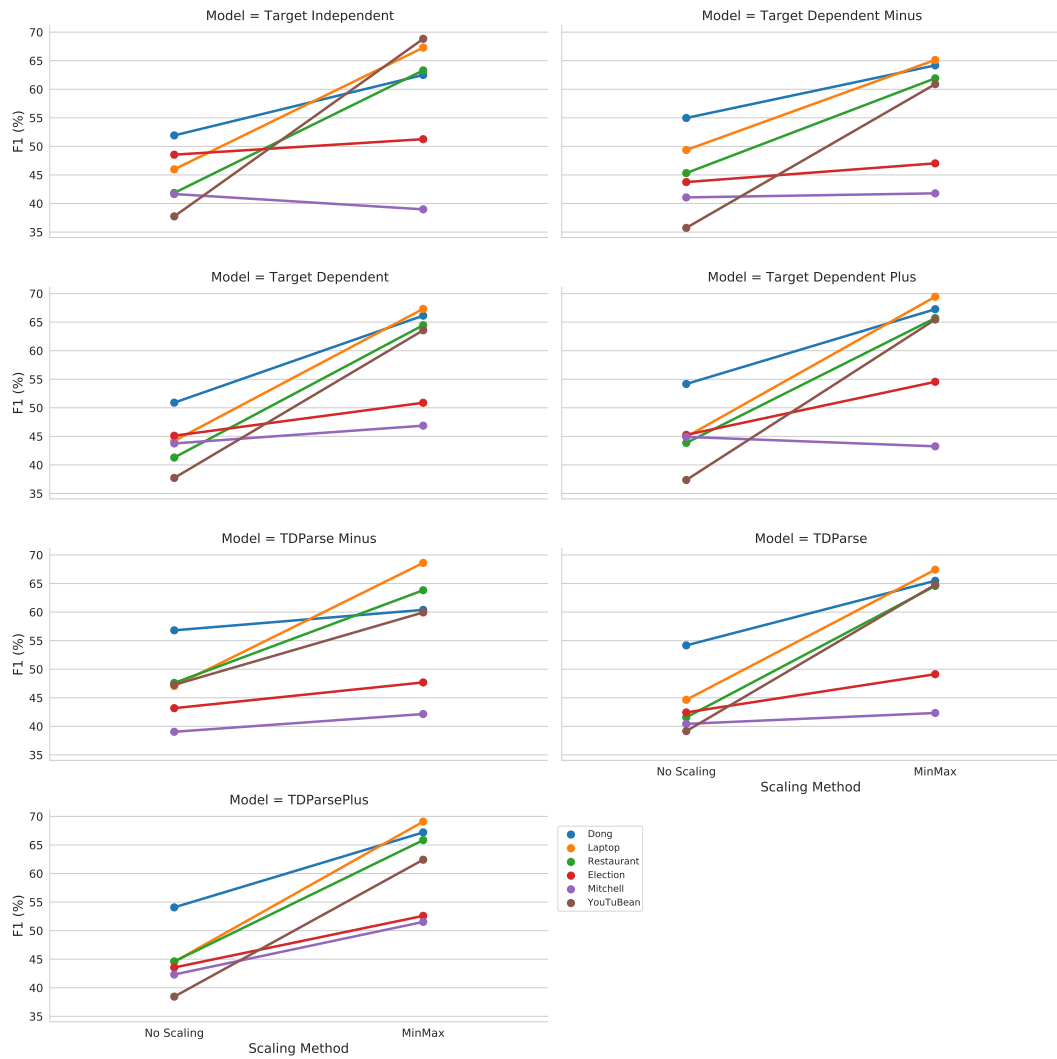 Model = Target Independent
Model = Target Dependent Minus
70
65
60
55
50
45
40
35
F1 (%)
Model = Target Dependent
Model = Target Dependent Plus
70
65
60
55
50
45
40
35
F1 (%)
Model = TDParse Minus
Model = TDParse
70
65
60
55
50
45
40
35
F1 (%)
No Scaling
MinMax
Scaling Method
Model = TDParsePlus
70
65
60
55
50
45
40
35
F1 (%)
No Scaling
MinMax
Scaling Method
Dong
Laptop
Restaurant
Election
Mitchell
YouTuBean